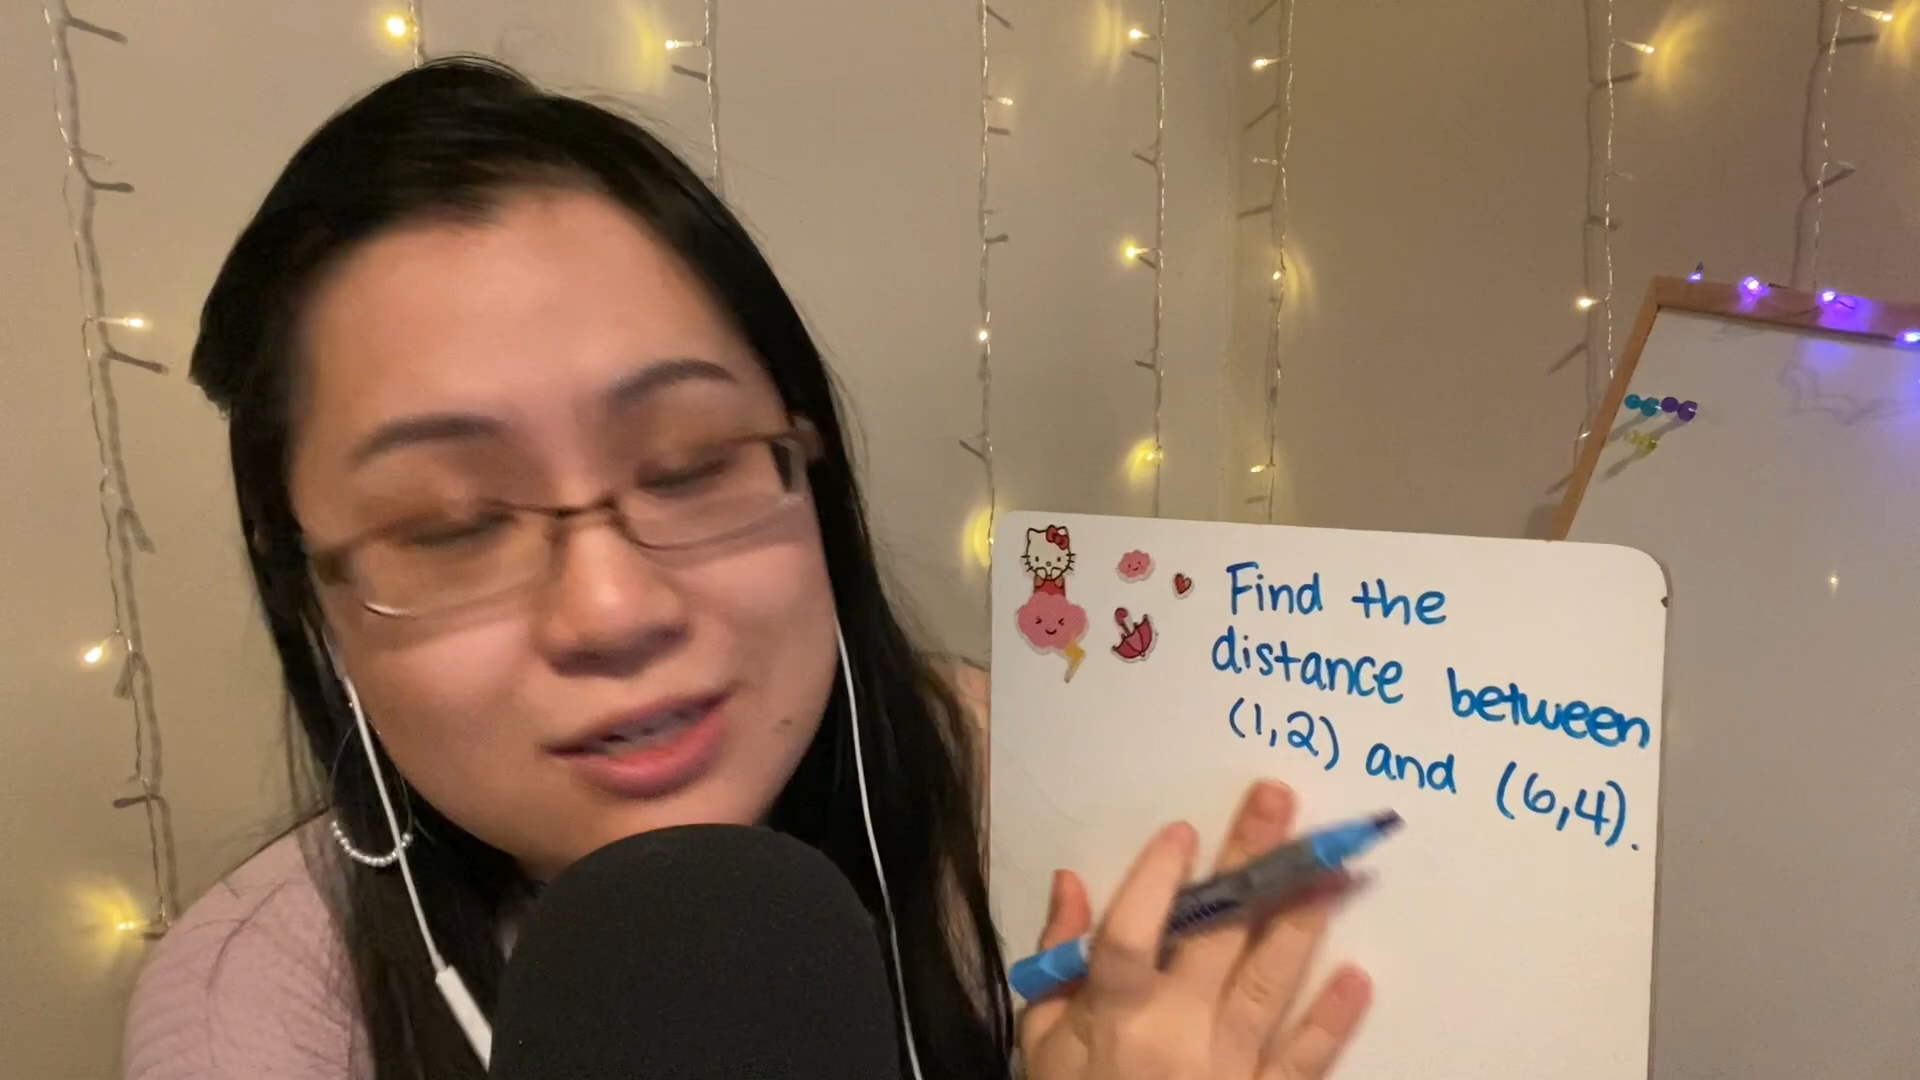 Find the
distance between
(1,2) and (6,4).